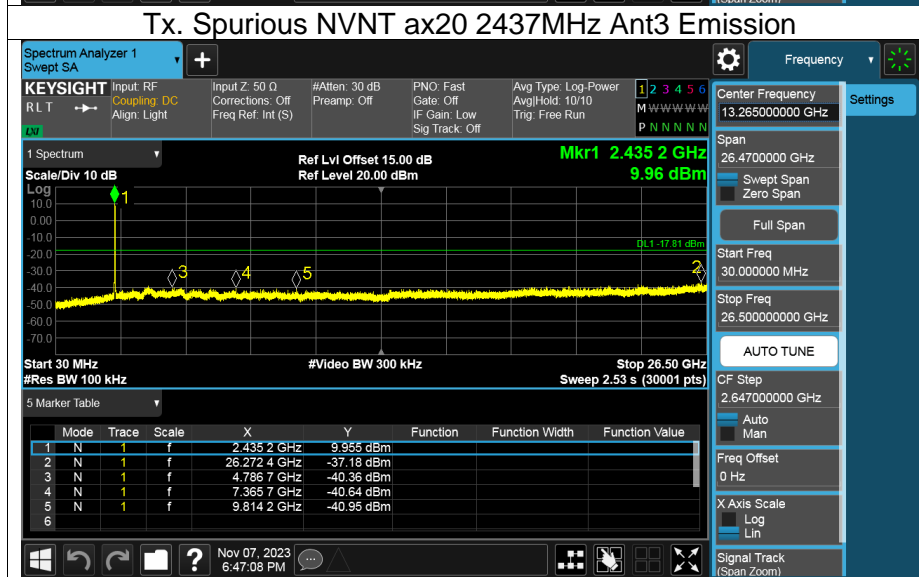 (Span Zoom)
Tx. Spurious NVNT ax20 2437MHz Ant3 Emission
Spectrum Analyzer 1
Swept SA
+
Frequency
KEYSIGHT
R L T
LXI
Input: RF
Coupling: DC
Align: Light
Input Z: 50 Ω
Corrections: Off
Freq Ref: Int (S)
#Atten: 30 dB
Preamp: Off
PNO: Fast
Gate: Off
IF Gain: Low
Sig Track: Off
Avg Type: Log-Power
Avg|Hold: 10/10
Trig: Free Run
1 2 3 4 5 6
M W W W W W
P N N N N N
1 Spectrum
Scale/Div 10 dB
Ref Lvl Offset 15.00 dB
Ref Level 20.00 dBm
Mkr1 2.435 2 GHz
9.96 dBm
Log
10.0
0.00
-10.0
-20.0
-30.0
-40.0
-50.0
-60.0
-70.0
1
DL1 -17.81 dBm
3
4
5
2
Start 30 MHz
#Res BW 100 kHz
#Video BW 300 kHz
Stop 26.50 GHz
Sweep 2.53 s (30001 pts)
5 Marker Table
Mode Trace Scale X Y Function Function Width Function Value
1 N 1 f 2.435 2 GHz 9.955 dBm
2 N 1 f 26.272 4 GHz -37.18 dBm
3 N 1 f 4.786 7 GHz -40.36 dBm
4 N 1 f 7.365 7 GHz -40.64 dBm
5 N 1 f 9.814 2 GHz -40.95 dBm
6
?
Nov 07, 2023
6:47:08 PM
Center Frequency
13.265000000 GHz
Settings
Span
26.4700000 GHz
Swept Span
Zero Span
Full Span
Start Freq
30.000000 MHz
Stop Freq
26.500000000 GHz
AUTO TUNE
CF Step
2.647000000 GHz
Auto
Man
Freq Offset
0 Hz
X Axis Scale
Log
Lin
Signal Track
(Span Zoom)